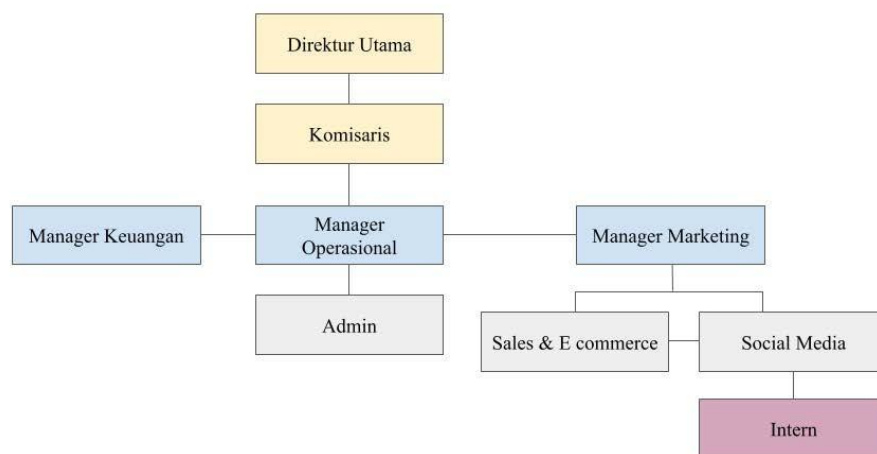 Direktur Utama
Komisaris
Manager Keuangan
Manager
Operasional
Manager Marketing
Admin
Sales & E commerce
Social Media
Intern